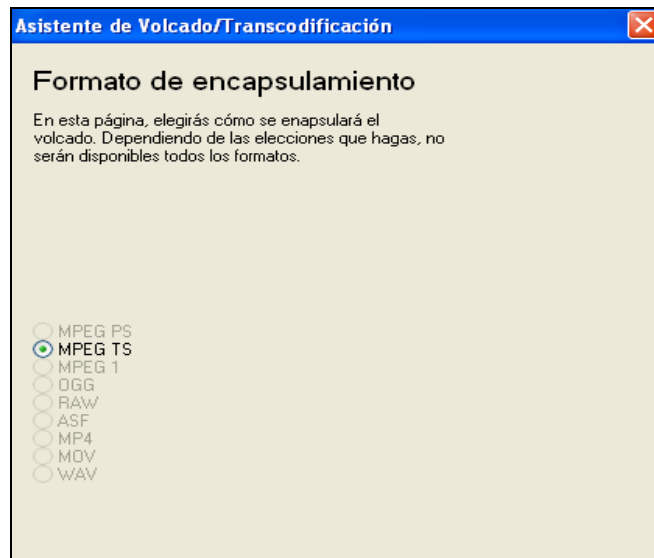 Asistente de Volcado/Transcodificación
Formato de encapsulamiento
En esta página, elegirás cómo se enapsulará el
volcado. Dependiendo de las elecciones que hagas, no
serán disponibles todos los formatos.
MPEG PS
MPEG TS
MPEG 1
OGG
RAW
ASF
MP4
MOV
WAV